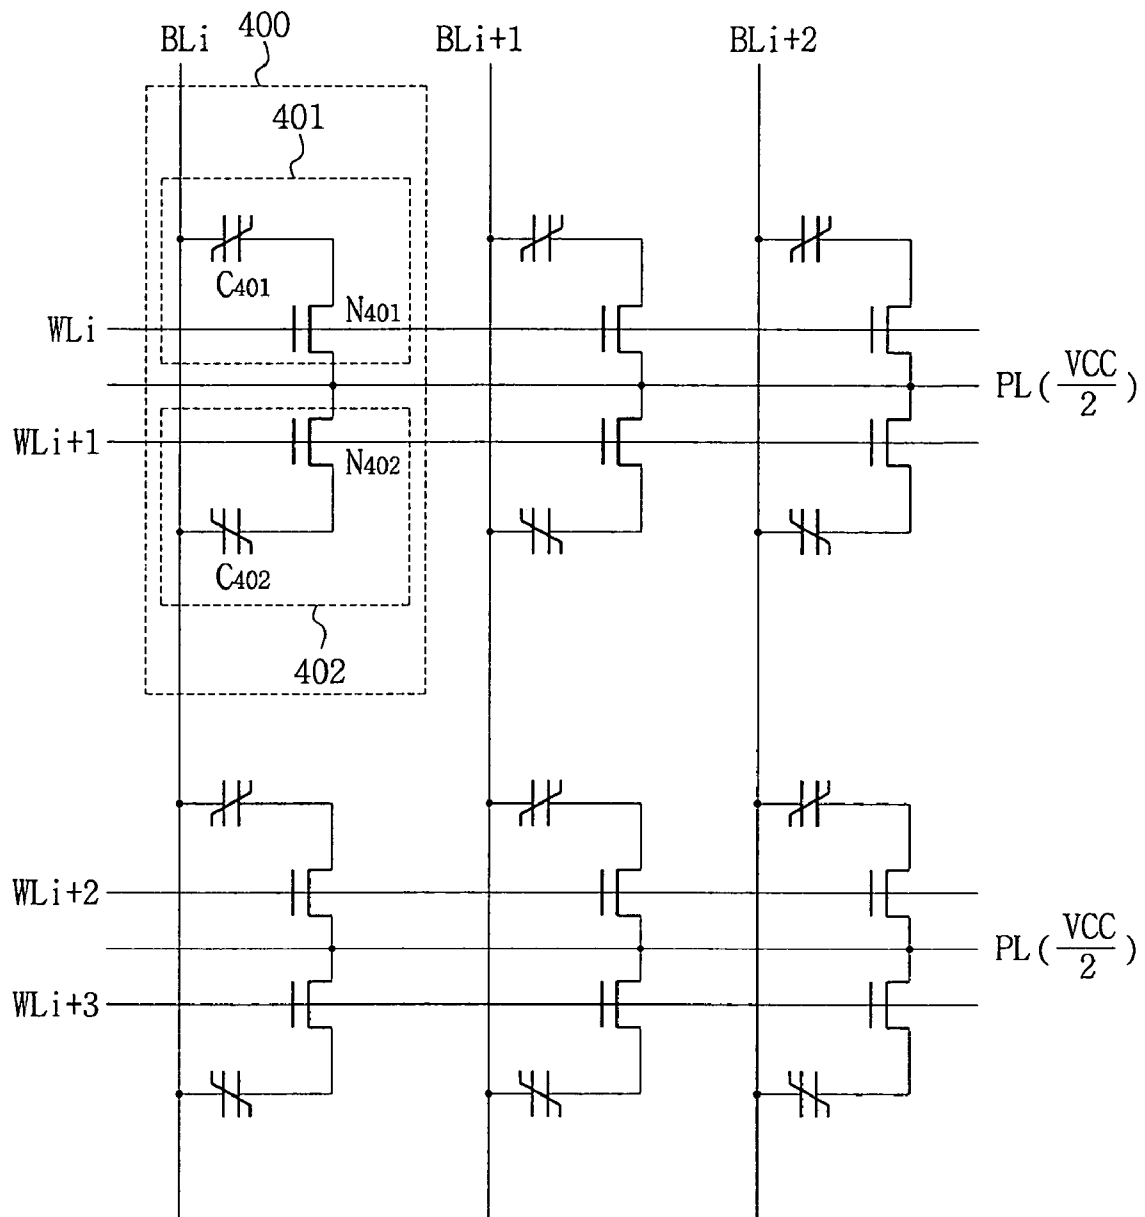 BLi 400 BLi+1 BLi+2
401
C401
N401
WLi
PL(VCC/2)
WLi+1
N402
C402
402
WLi+2
PL(VCC/2)
WLi+3